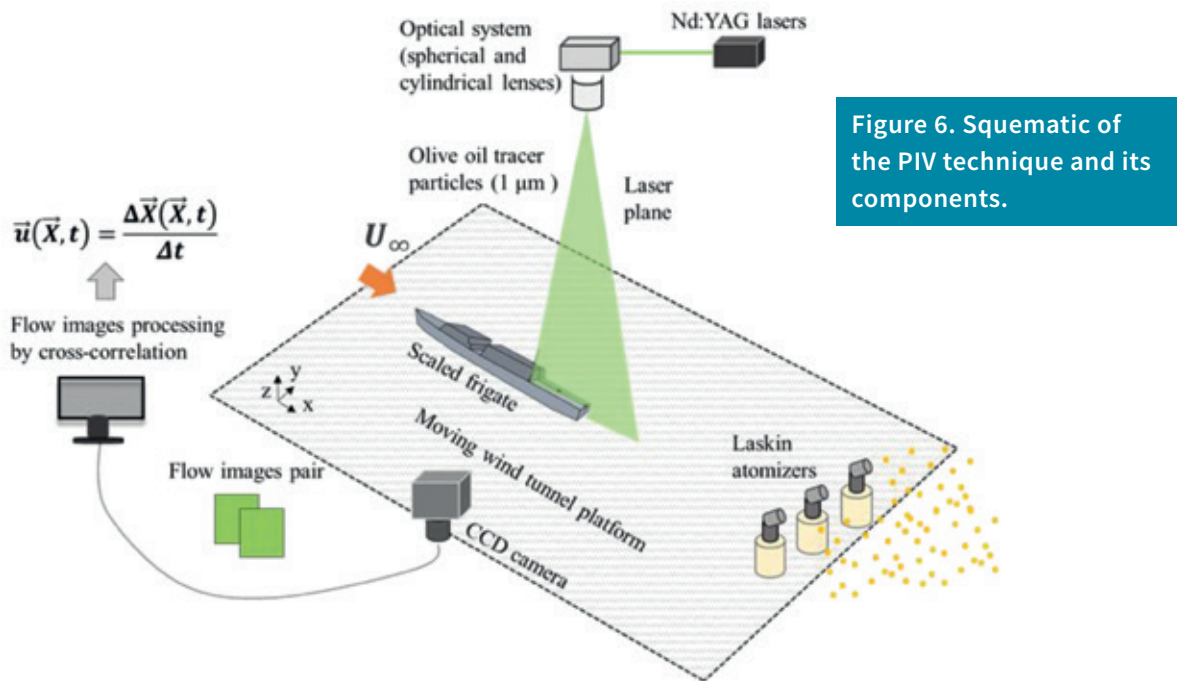 Nd:YAG lasers
Optical system
(spherical and
cylindrical lenses)
Figure 6. Squematic of
the PIV technique and its
components.
Olive oil tracer
particles (1 μm )
Laser
plane
u⃗(X⃗, t) = ΔX⃗(X⃗, t) / Δt
U∞
Flow images processing
by cross-correlation
Scaled frigate
y
z
x
Moving wind tunnel platform
Laskin
atomizers
Flow images pair
CCD camera